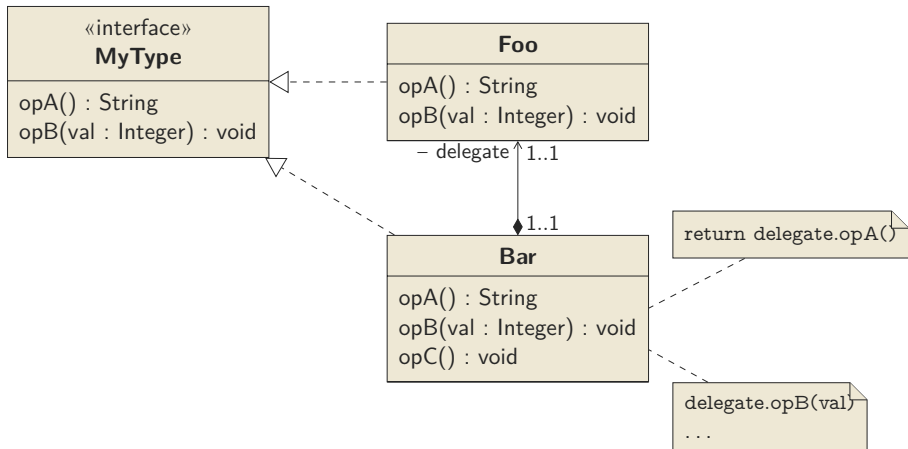 «interface»
MyType
opA() : String
opB(val : Integer) : void
Foo
opA() : String
opB(val : Integer) : void
– delegate
1..1
1..1
Bar
opA() : String
opB(val : Integer) : void
opC() : void
return delegate.opA()
delegate.opB(val)
...